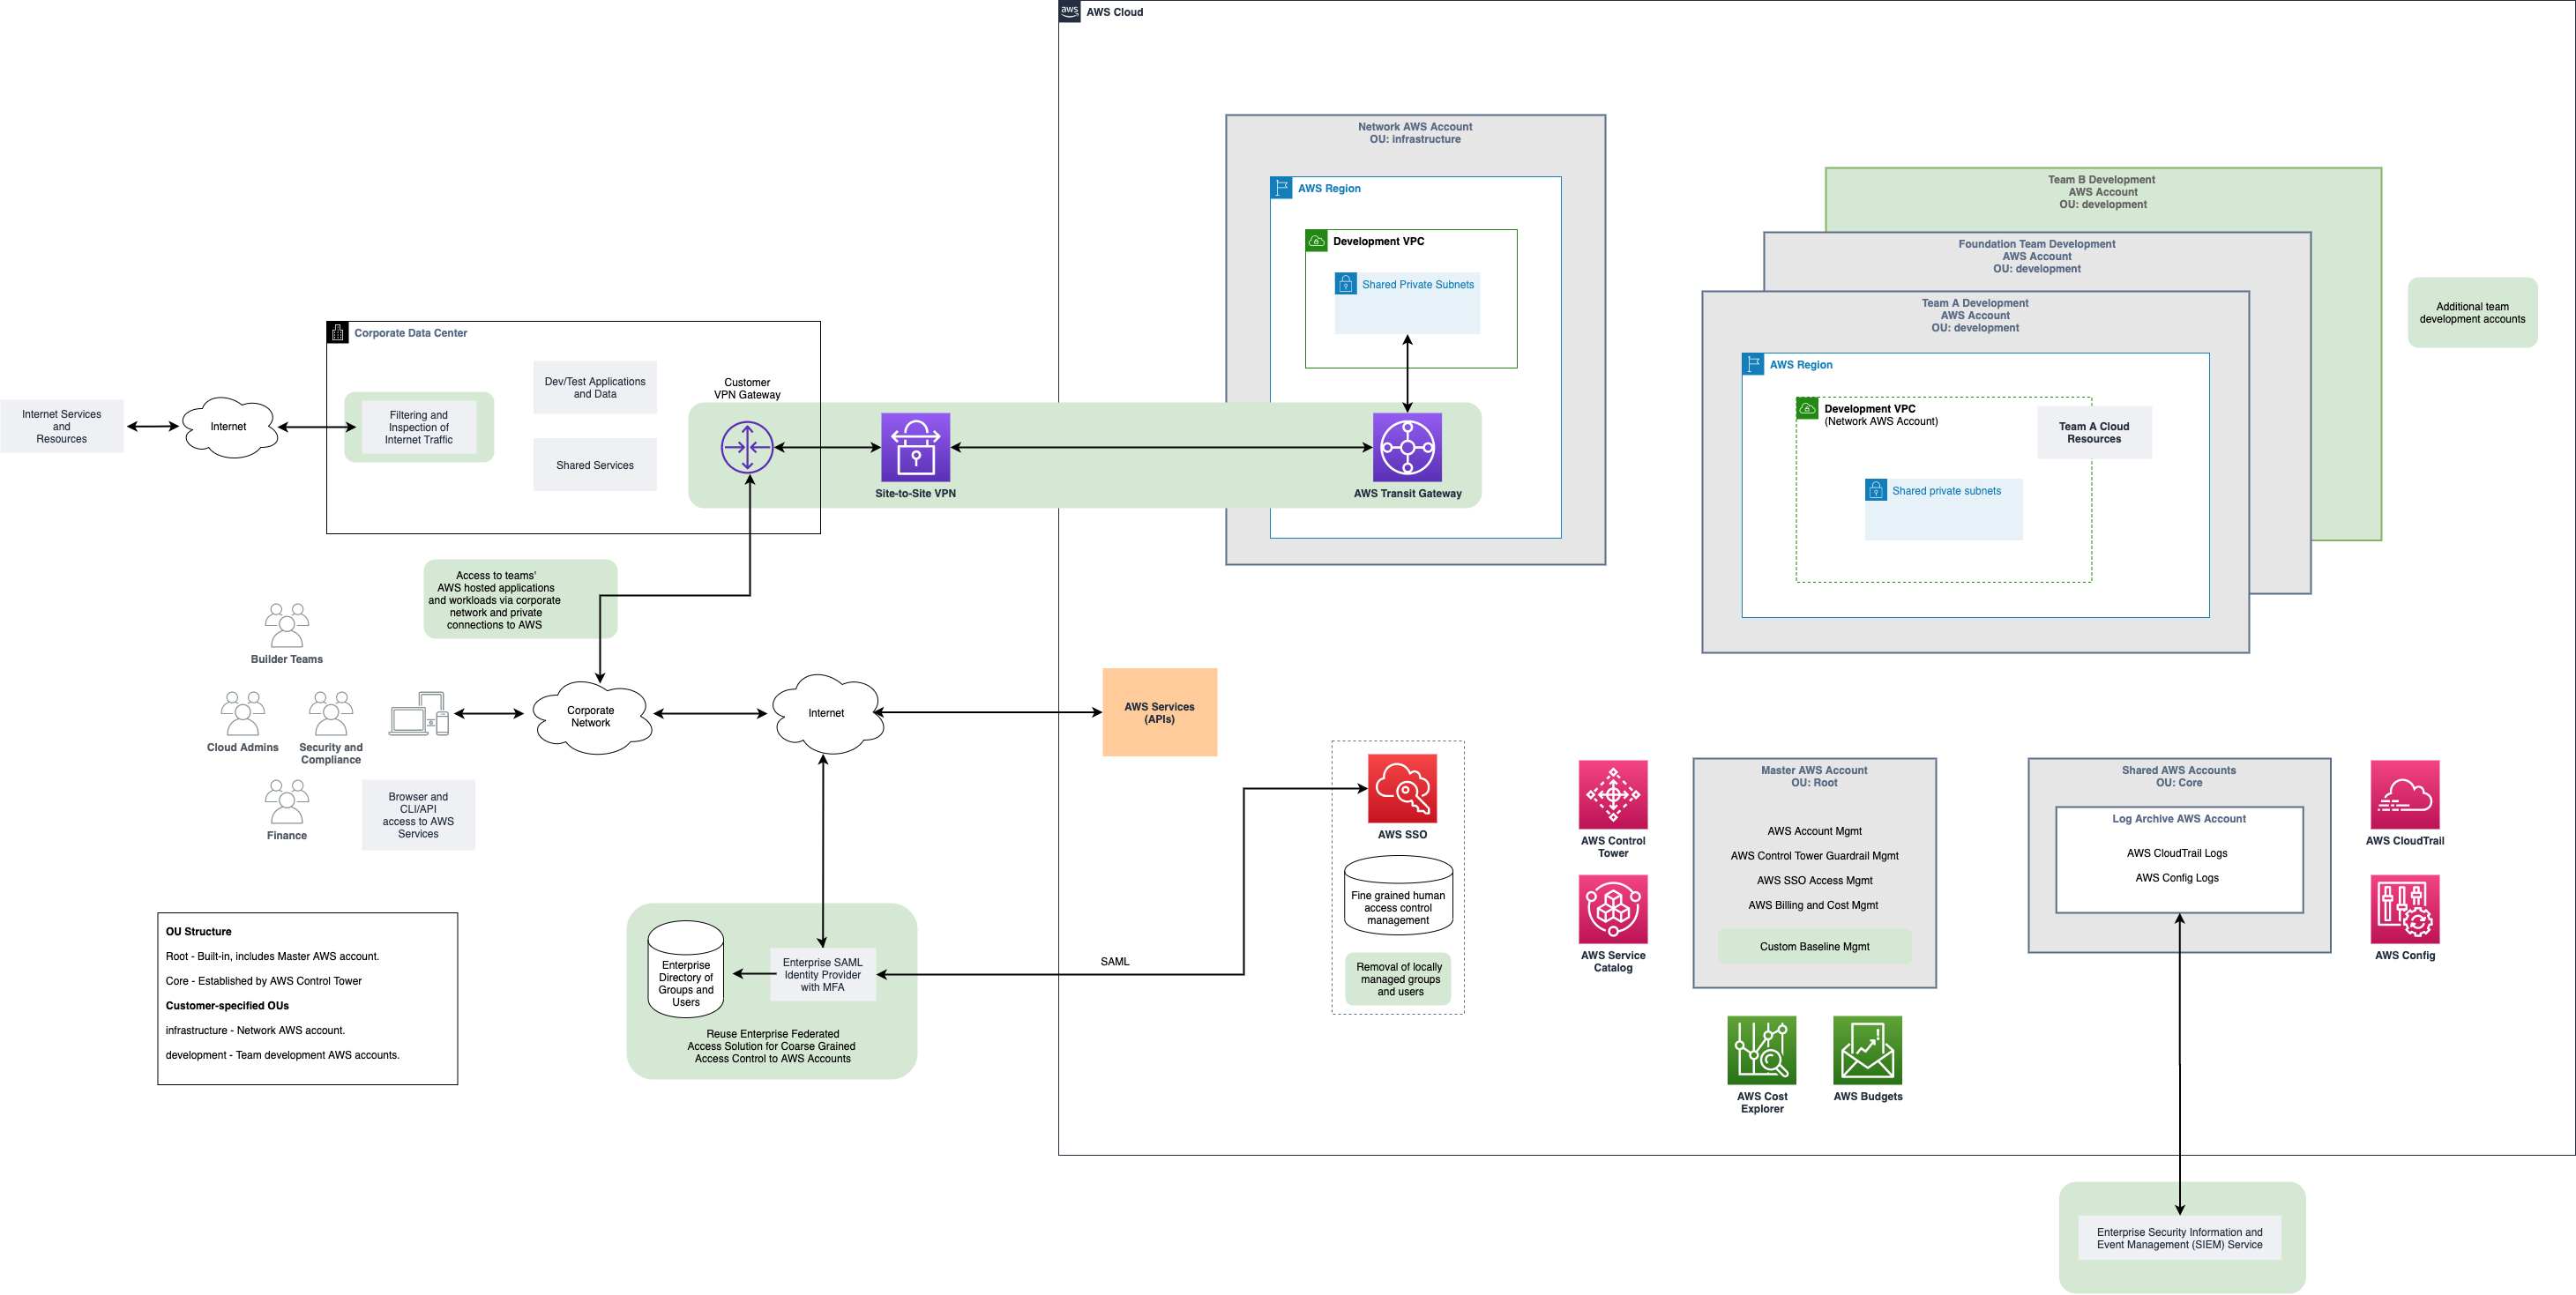 aws
AWS Cloud
Network AWS Account
OU: infrastructure
AWS Region
Development VPC
Shared Private Subnets
Team B Development
AWS Account
OU: development
Foundation Team Development
AWS Account
OU: development
Team A Development
AWS Account
OU: development
AWS Region
Development VPC
(Network AWS Account)
Team A Cloud
Resources
Shared private subnets
Additional team
development accounts
Corporate Data Center
Internet Services
and
Resources
Internet
Filtering and
Inspection of
Internet Traffic
Dev/Test Applications
and Data
Shared Services
Customer
VPN Gateway
Site-to-Site VPN
AWS Transit Gateway
Access to teams'
AWS hosted applications
and workloads via corporate
network and private
connections to AWS
Builder Teams
Cloud Admins
Security and
Compliance
Finance
Browser and
CLI/API
access to AWS
Services
Corporate
Network
Internet
AWS Services
(APIs)
AWS SSO
Fine grained human
access control
management
Removal of locally
managed groups
and users
AWS Control
Tower
AWS Service
Catalog
Master AWS Account
OU: Root
AWS Account Mgmt
AWS Control Tower Guardrail Mgmt
AWS SSO Access Mgmt
AWS Billing and Cost Mgmt
Custom Baseline Mgmt
Shared AWS Accounts
OU: Core
Log Archive AWS Account
AWS CloudTrail Logs
AWS Config Logs
AWS CloudTrail
AWS Config
AWS Cost
Explorer
AWS Budgets
OU Structure
Root - Built-in, includes Master AWS account.
Core - Established by AWS Control Tower
Customer-specified OUs
infrastructure - Network AWS account.
development - Team development AWS accounts.
Enterprise
Directory of
Groups and
Users
Enterprise SAML
Identity Provider
with MFA
Reuse Enterprise Federated
Access Solution for Coarse Grained
Access Control to AWS Accounts
SAML
Enterprise Security Information and
Event Management (SIEM) Service